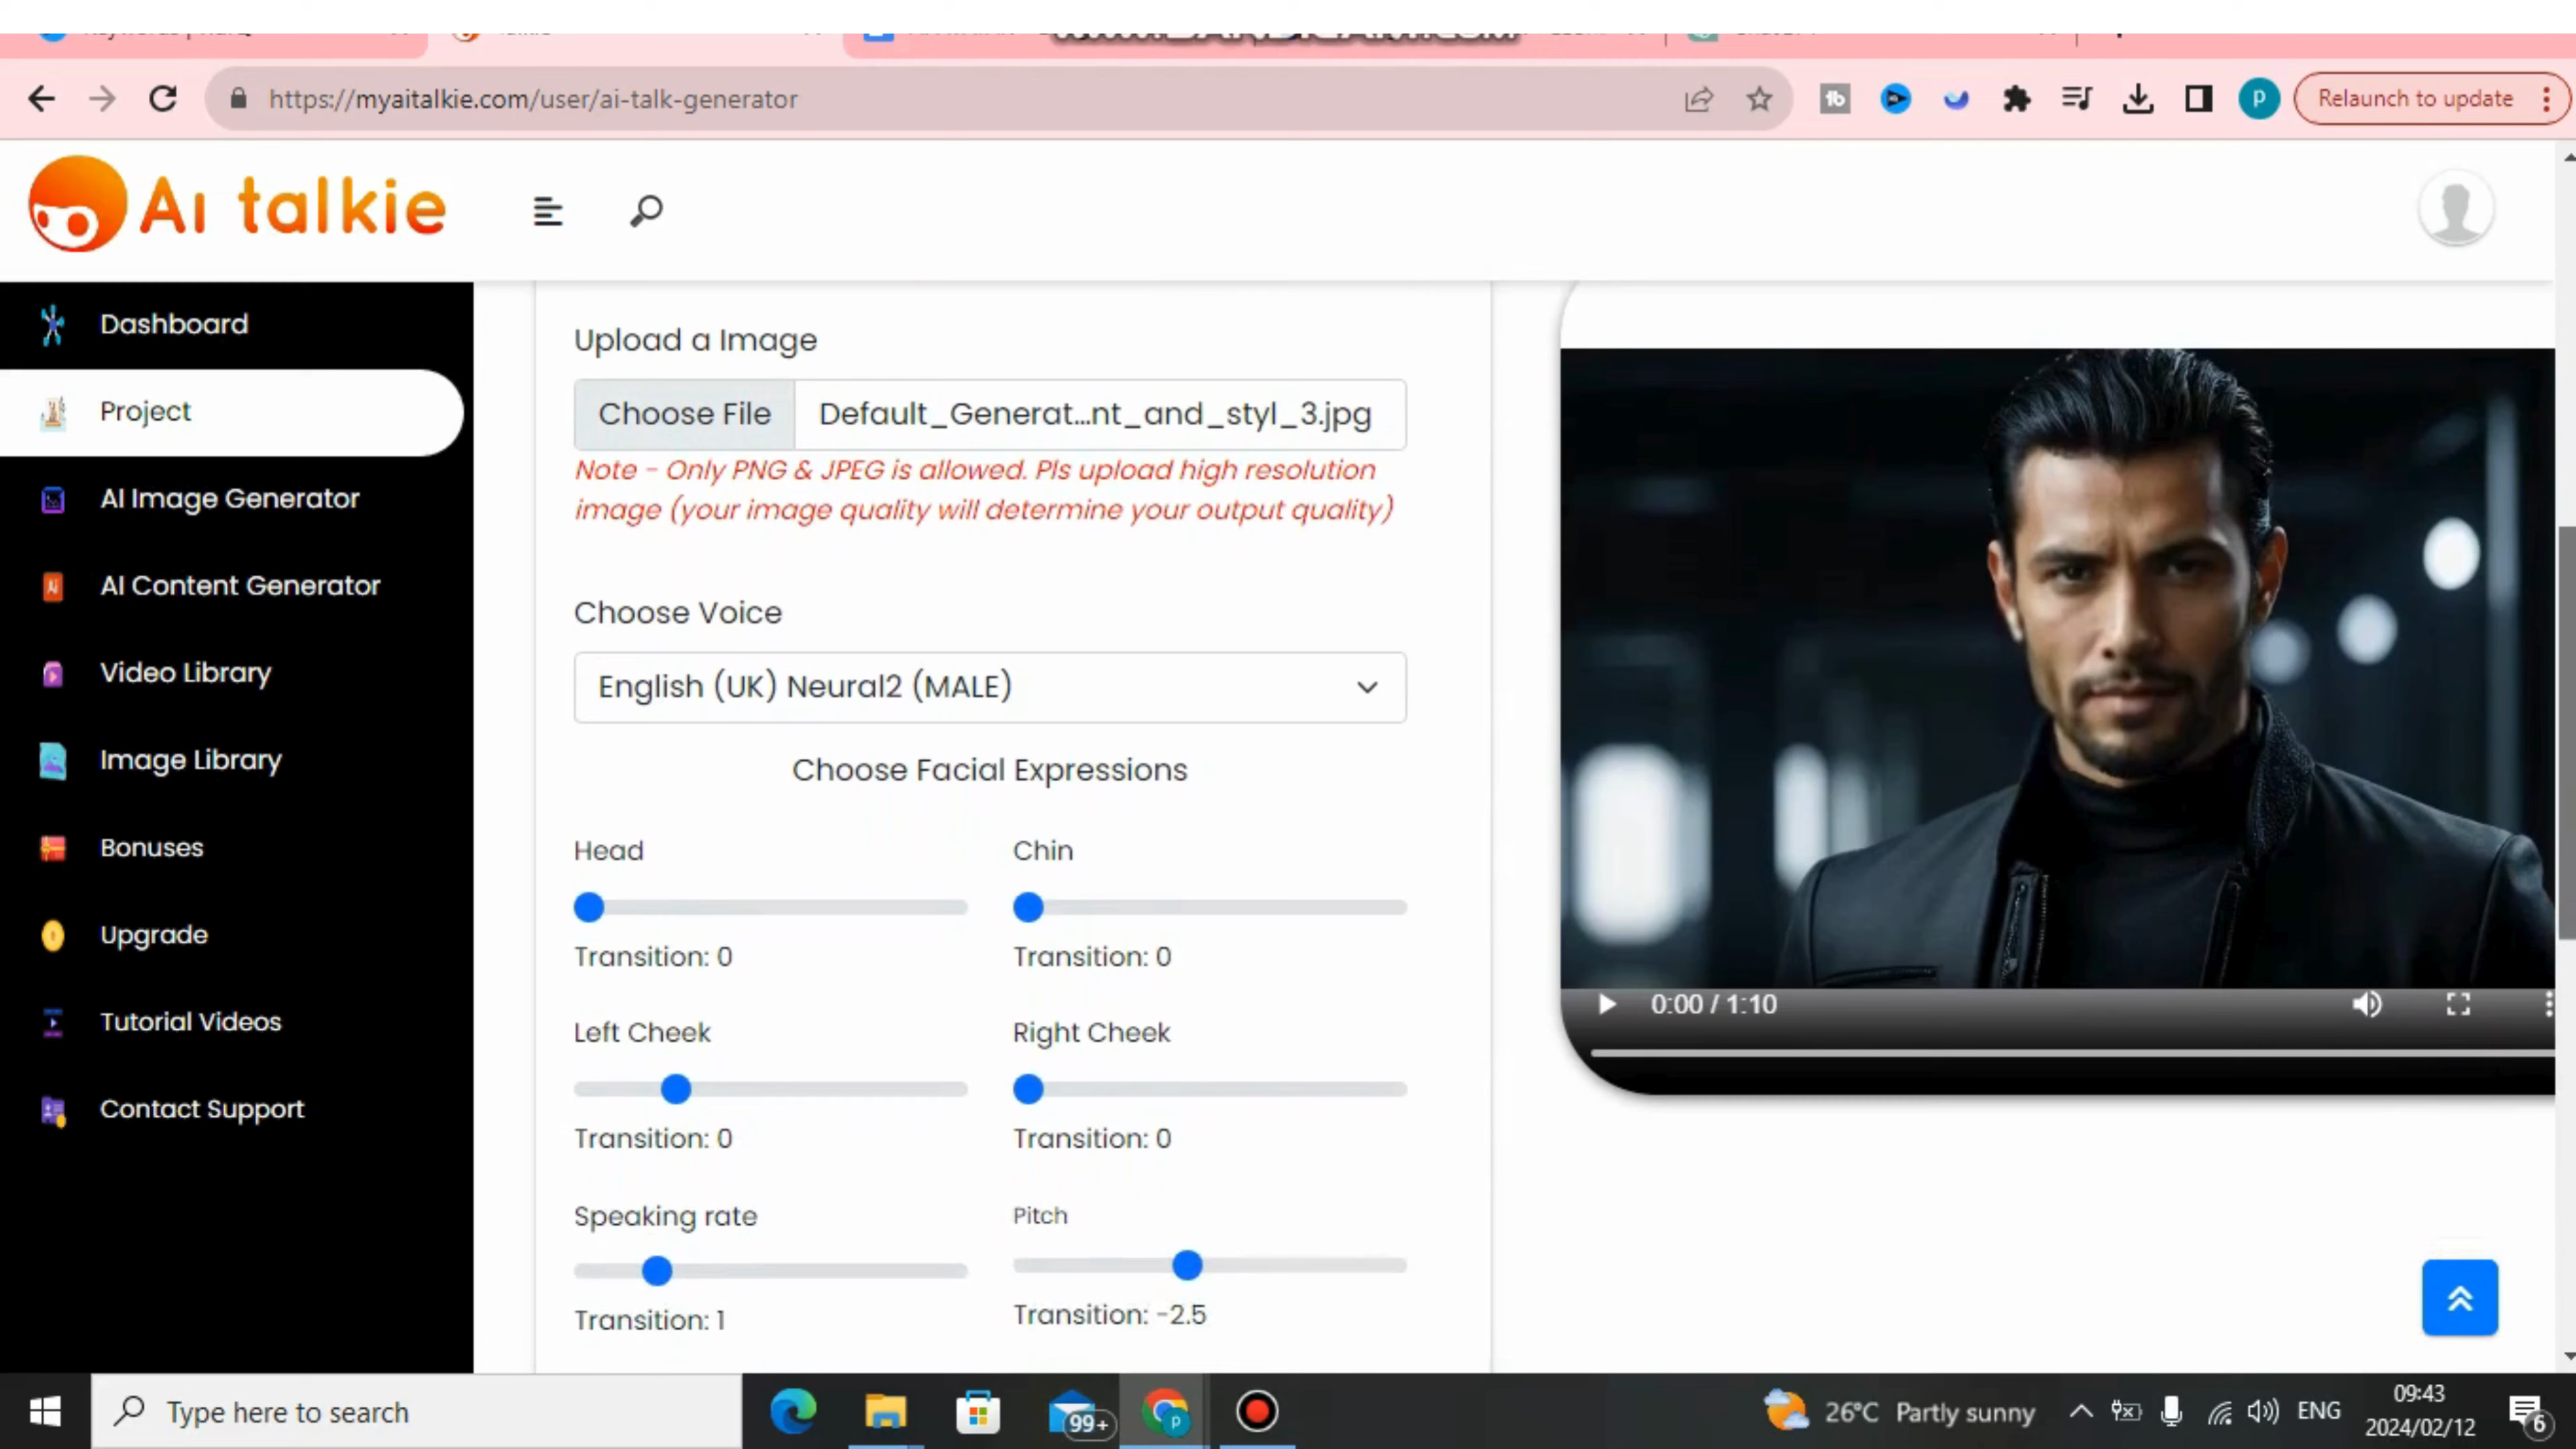 https://myaitalkie.com/user/ai-talk-generator
Relaunch to update
Ai talkie
Dashboard
Project
AI Image Generator
AI Content Generator
Video Library
Image Library
Bonuses
Upgrade
Tutorial Videos
Contact Support
Upload a Image
Choose File Default_Generat...nt_and_styl_3.jpg
Note - Only PNG & JPEG is allowed. Pls upload high resolution
image (your image quality will determine your output quality)
Choose Voice
English (UK) Neural2 (MALE)
Choose Facial Expressions
Head Chin
Transition: 0 Transition: 0
Left Cheek Right Cheek
Transition: 0 Transition: 0
Speaking rate Pitch
Transition: 1 Transition: -2.5
0:00 / 1:10
Type here to search
99+
26°C Partly sunny
ENG
09:43
2024/02/12
6